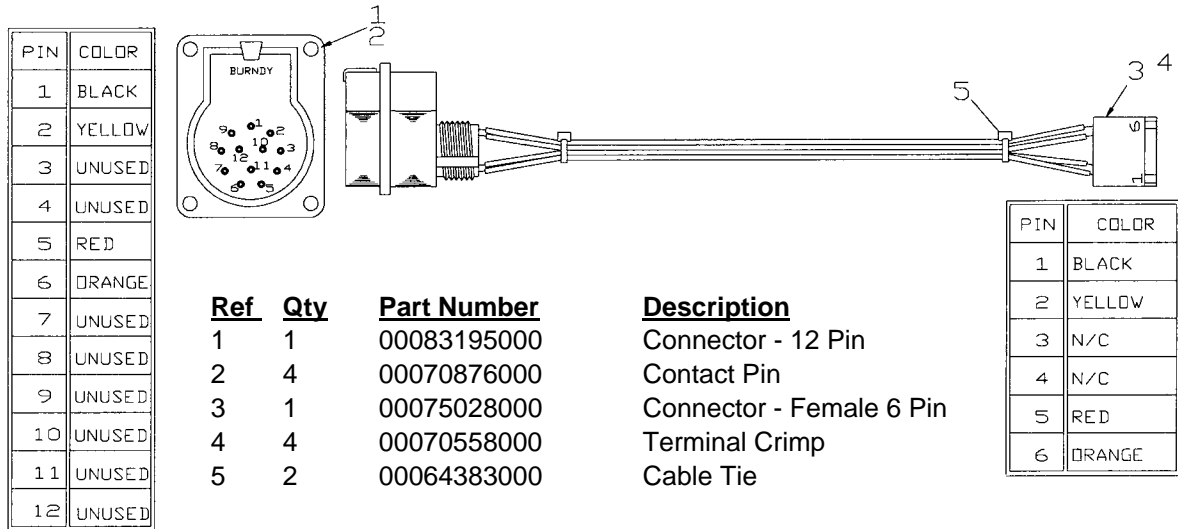 PIN COLOR
1 BLACK
2 YELLOW
3 UNUSED
4 UNUSED
5 RED
6 ORANGE
7 UNUSED
8 UNUSED
9 UNUSED
10 UNUSED
11 UNUSED
12 UNUSED
1
2
BURNDY
1
2
3
4
5
6
7
8
9
10
11
12
5
3 4
6
1
PIN COLOR
1 BLACK
2 YELLOW
3 N/C
4 N/C
5 RED
6 ORANGE
Ref Qty Part Number Description
1 1 00083195000 Connector - 12 Pin
2 4 00070876000 Contact Pin
3 1 00075028000 Connector - Female 6 Pin
4 4 00070558000 Terminal Crimp
5 2 00064383000 Cable Tie